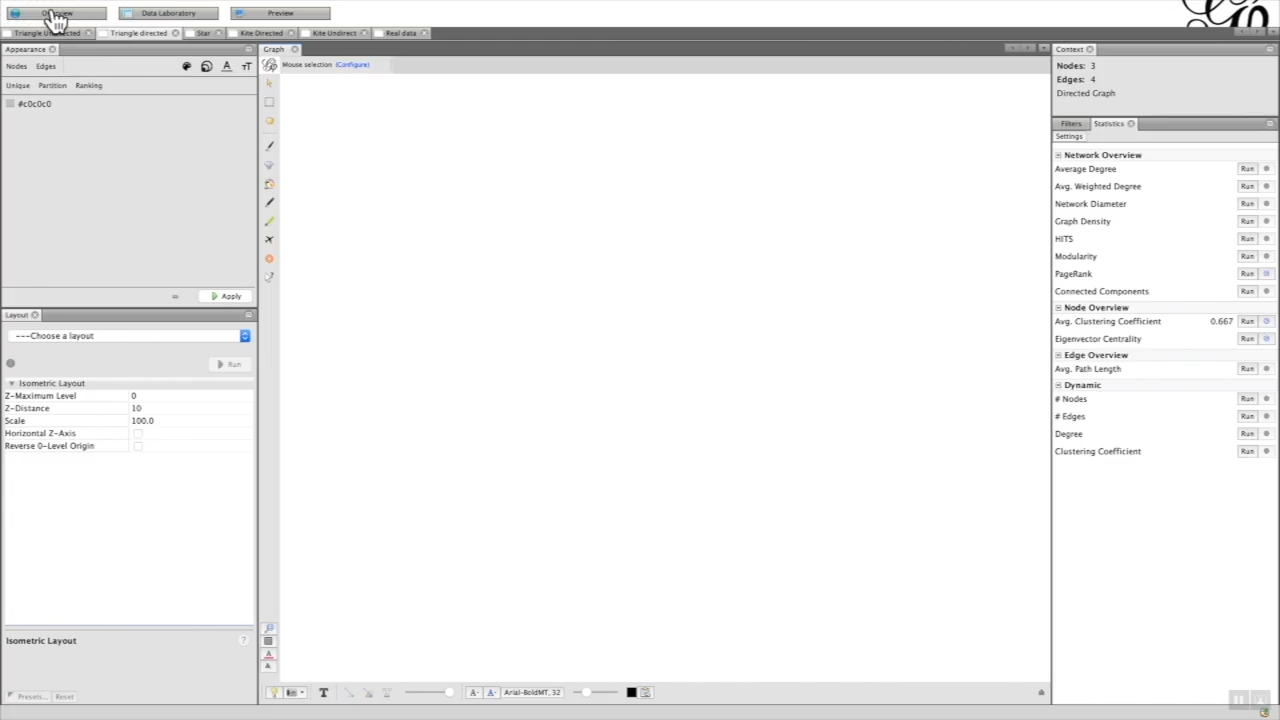 Data Laboratory
Preview
Triangle directed
Star
Kite Directed
Kite Undirect
Real data
Appearance
Nodes
Edges
Unique
Partition
Ranking
#c0c0c0
Apply
Layout
---Choose a layout
Run
Isometric Layout
Z-Maximum Level 0
Z-Distance 10
Scale 100.0
Horizontal Z-Axis
Reverse 0-Level Origin
Isometric Layout
?
Presets...
Reset
Graph
Mouse selection (Configure)
T
A-
A-
Arial-BoldMT, 32
Context
Nodes: 3
Edges: 4
Directed Graph
Filters
Statistics
Settings
Network Overview
Average Degree Run
Avg. Weighted Degree Run
Network Diameter Run
Graph Density Run
HITS Run
Modularity Run
PageRank Run
Connected Components Run
Node Overview
Avg. Clustering Coefficient 0.667 Run
Eigenvector Centrality Run
Edge Overview
Avg. Path Length Run
Dynamic
# Nodes Run
# Edges Run
Degree Run
Clustering Coefficient Run